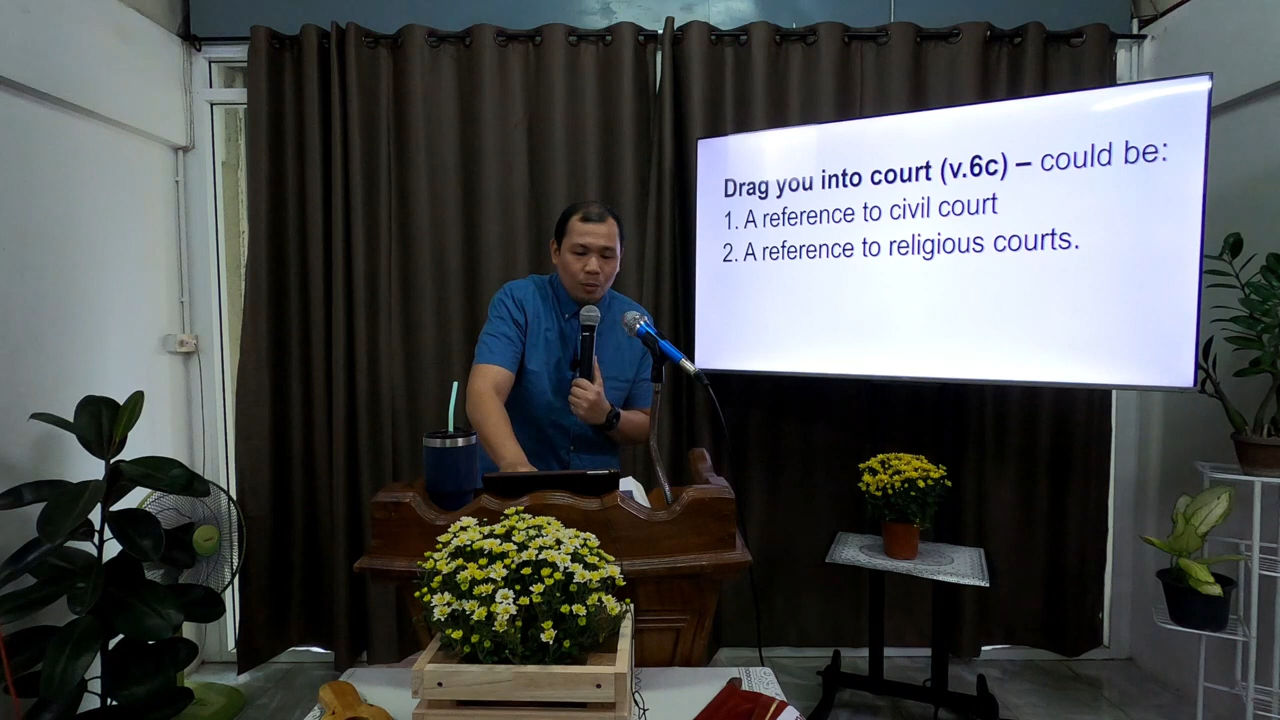 Drag you into court (v.6c) – could be:
1. A reference to civil court
2. A reference to religious courts.